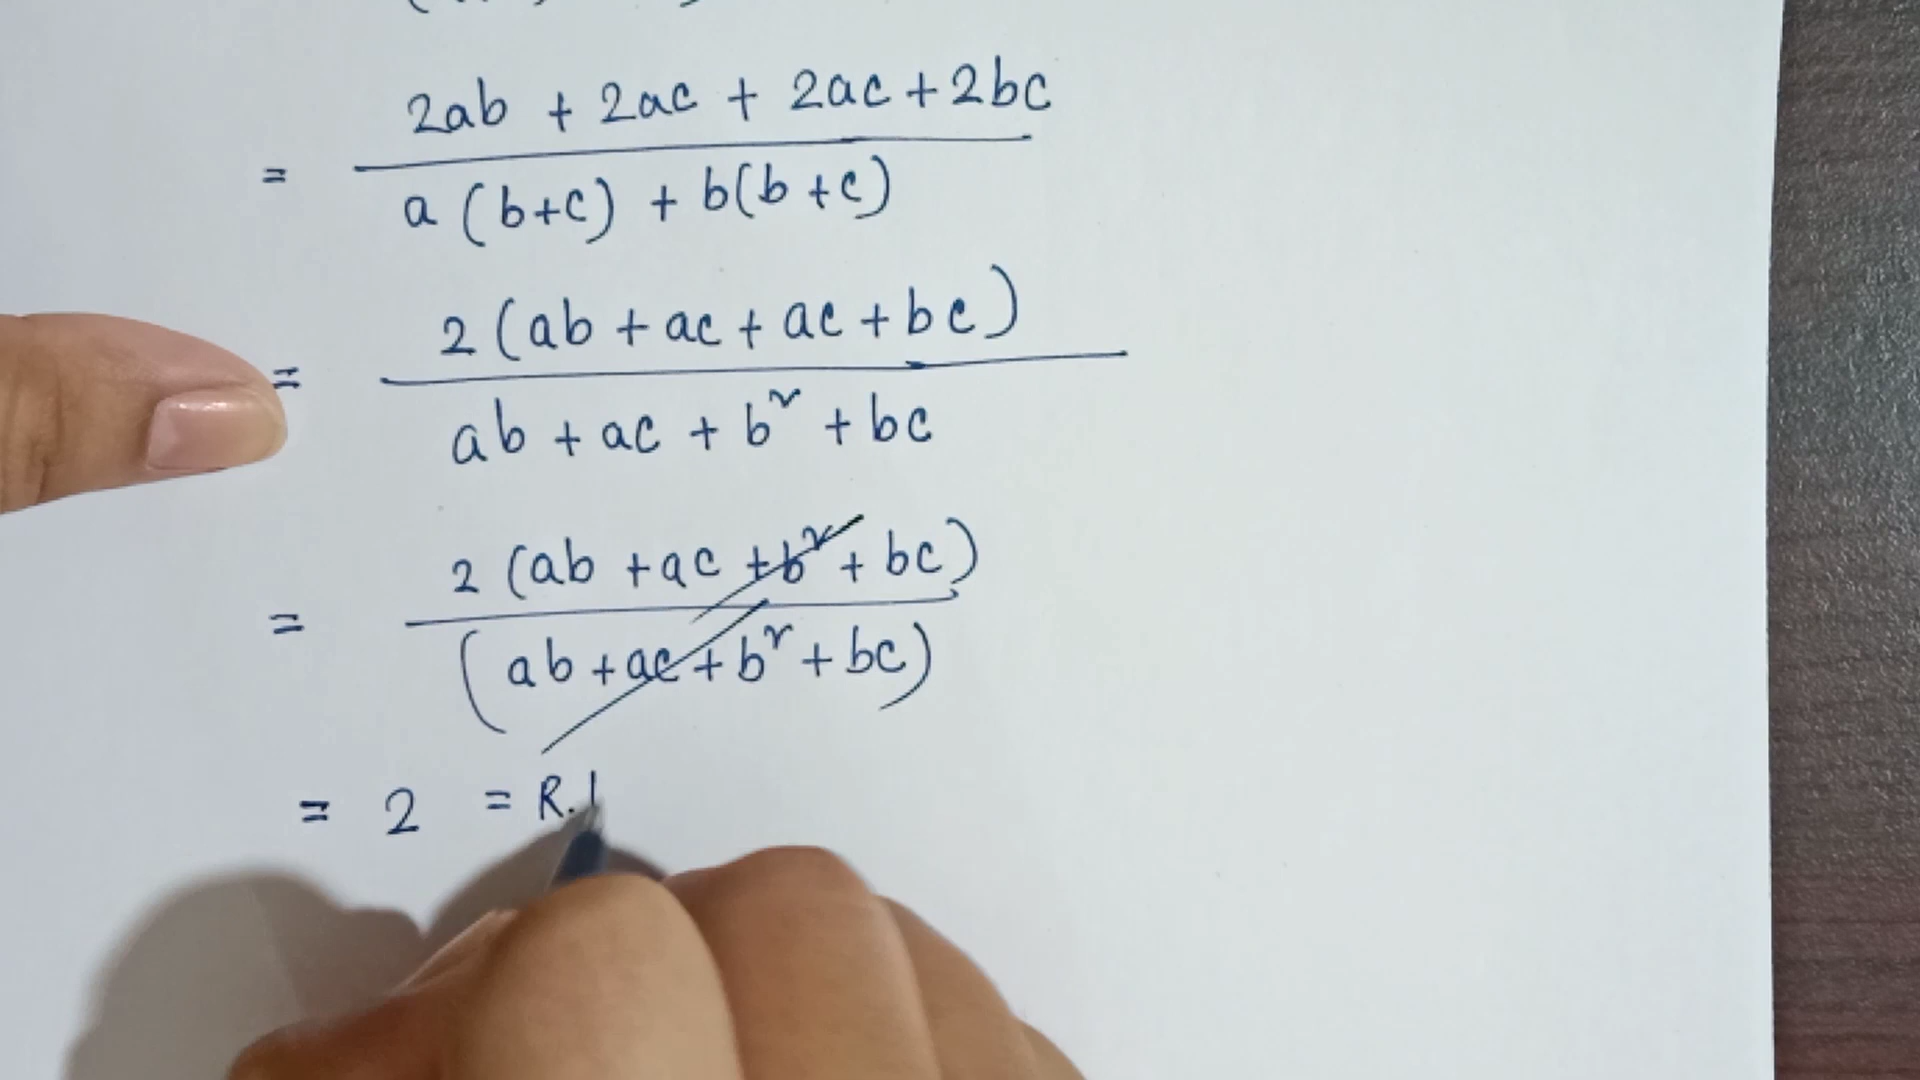 2ab + 2ac + 2ac + 2bc
= a (b+c) + b(b+c)
2 (ab + ac + ac + bc)
= ab + ac + b² + bc
2 (ab + ac + b² + bc)
= (ab + ac + b² + bc)
= 2 = R.